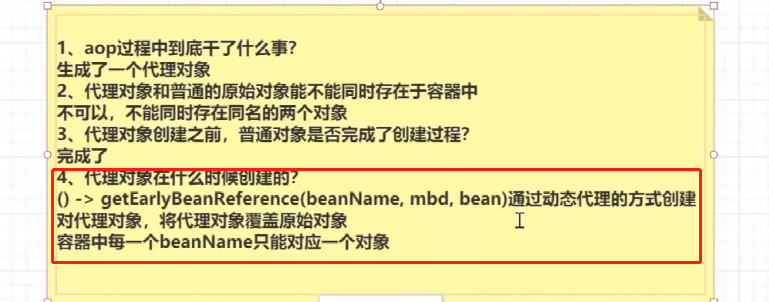 1、aop过程中到底干了什么事？
生成了一个代理对象
2、代理对象和普通的原始对象能不能同时存在于容器中
不可以，不能同时存在同名的两个对象
3、代理对象创建之前，普通对象是否完成了创建过程？
完成了
4、代理对象在什么时候创建的？
() -> getEarlyBeanReference(beanName, mbd, bean)通过动态代理的方式创建
对代理对象，将代理对象覆盖原始对象
容器中每一个beanName只能对应一个对象